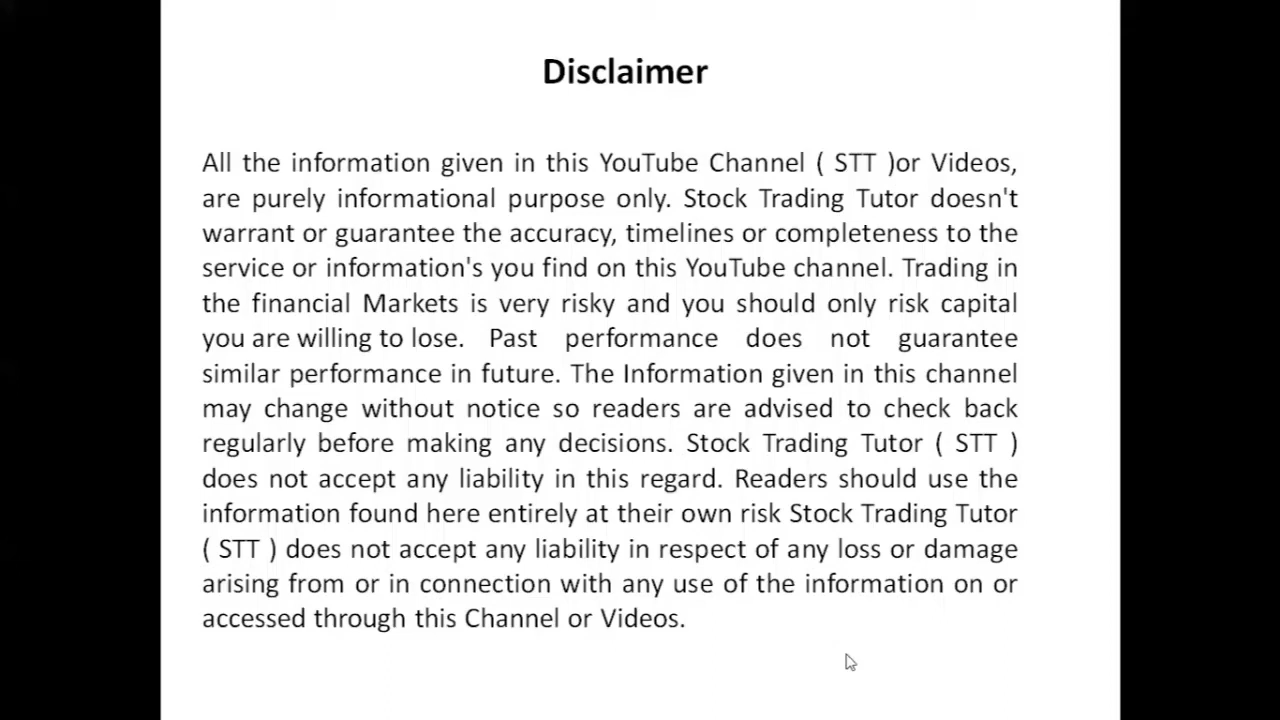 Disclaimer
All the information given in this YouTube Channel ( STT )or Videos,
are purely informational purpose only. Stock Trading Tutor doesn't
warrant or guarantee the accuracy, timelines or completeness to the
service or information's you find on this YouTube channel. Trading in
the financial Markets is very risky and you should only risk capital
you are willing to lose. Past performance does not guarantee
similar performance in future. The Information given in this channel
may change without notice so readers are advised to check back
regularly before making any decisions. Stock Trading Tutor ( STT )
does not accept any liability in this regard. Readers should use the
information found here entirely at their own risk Stock Trading Tutor
( STT ) does not accept any liability in respect of any loss or damage
arising from or in connection with any use of the information on or
accessed through this Channel or Videos.